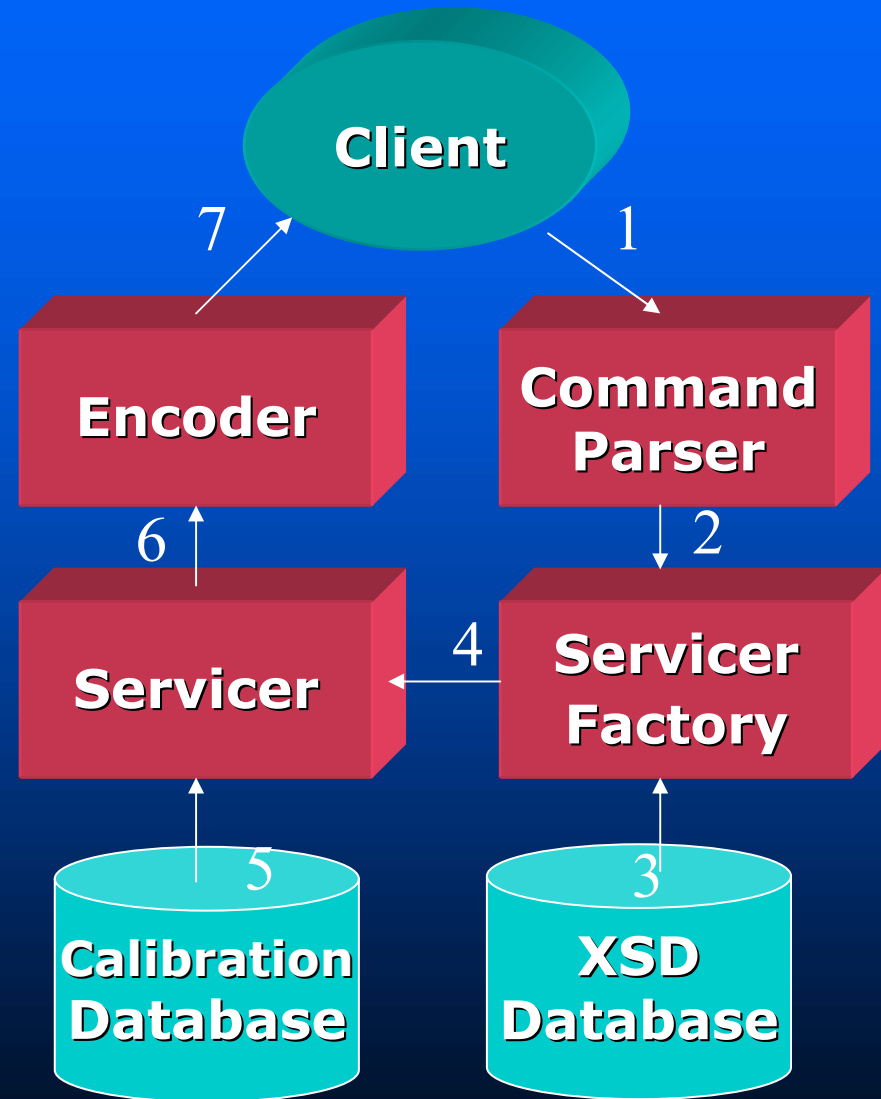 Client
7
1
Encoder
Command
Parser
6
2
Servicer
4
Servicer
Factory
5
3
Calibration
Database
XSD
Database